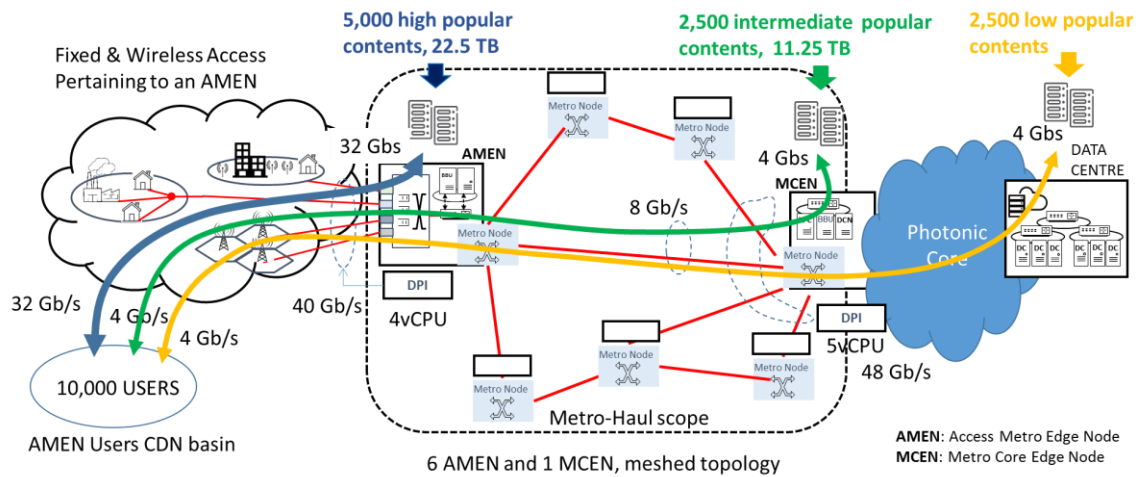 5,000 high popular
contents, 22.5 TB
2,500 intermediate popular
contents, 11.25 TB
2,500 low popular
contents
Fixed & Wireless Access
Pertaining to an AMEN
32 Gbs
AMEN
BBU
Metro Node
Metro Node
Metro Node
4 Gbs
MCEN
BBU
DCN
4 Gbs
DATA
CENTRE
DC
DC
DC
DC
DC
DC
8 Gb/s
Photonic
Core
Metro Node
32 Gb/s
4 Gb/s
4 Gb/s
40 Gb/s
DPI
4vCPU
DPI
5vCPU
48 Gb/s
10,000 USERS
AMEN Users CDN basin
Metro Node
Metro Node
Metro Node
Metro-Haul scope
6 AMEN and 1 MCEN, meshed topology
AMEN: Access Metro Edge Node
MCEN: Metro Core Edge Node